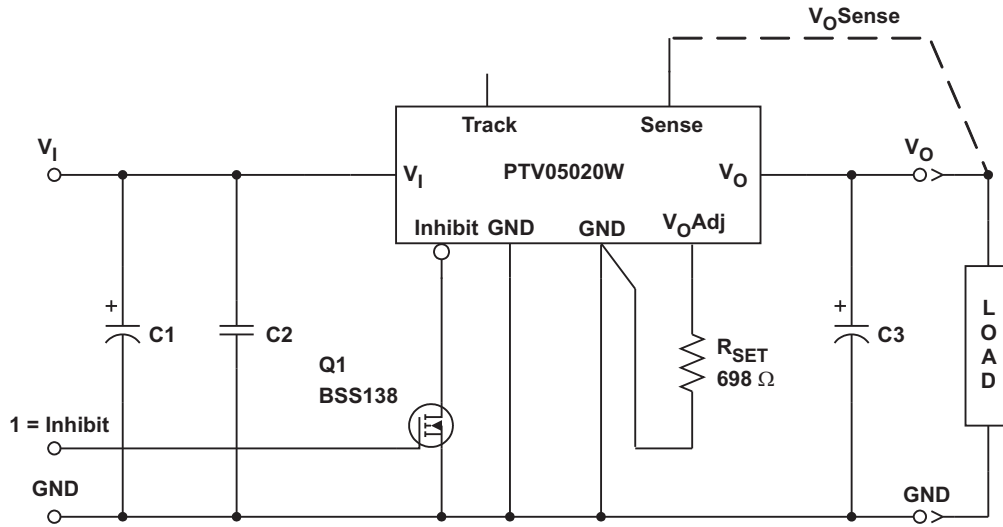 VOSense
Track
Sense
VI
VO
VI
PTV05020W
VO
Inhibit
GND
GND
VOAdj
+
C1
C2
Q1
BSS138
RSET
698 Ω
+
C3
L
O
A
D
1 = Inhibit
GND
GND